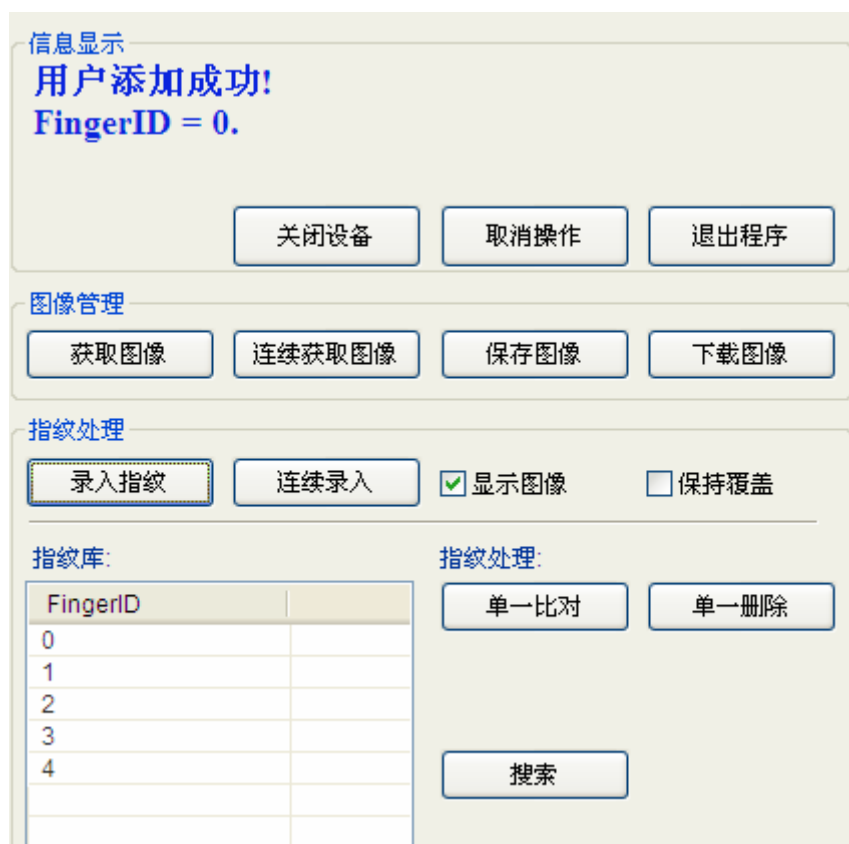 信息显示
用户添加成功!
FingerID = 0.
关闭设备 取消操作 退出程序
图像管理
获取图像 连续获取图像 保存图像 下载图像
指纹处理
录入指纹 连续录入 显示图像 保持覆盖
指纹库: 指纹处理:
FingerID 单一比对 单一删除
0
1
2
3
4 搜索